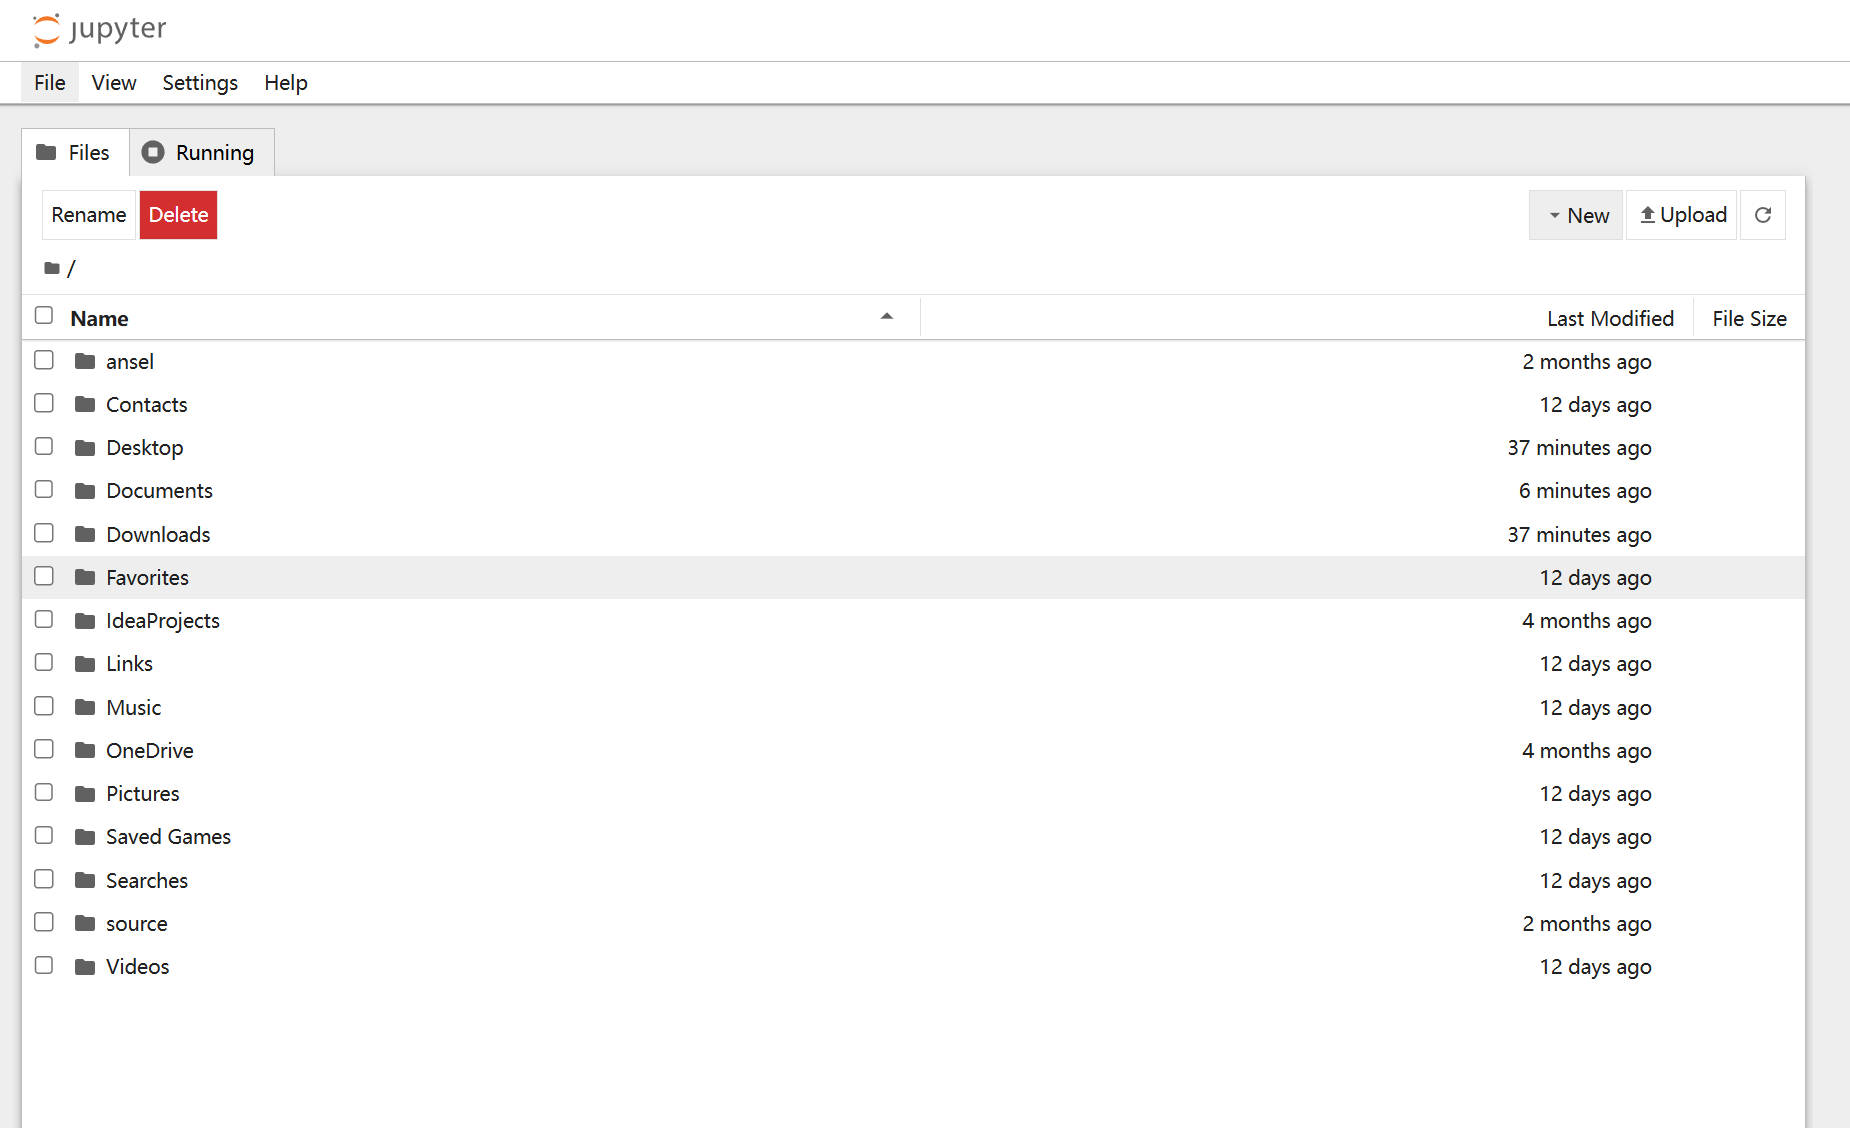 jupyter
File View Settings Help
Files Running
Rename Delete New Upload
/
Name Last Modified File Size
ansel 2 months ago
Contacts 12 days ago
Desktop 37 minutes ago
Documents 6 minutes ago
Downloads 37 minutes ago
Favorites 12 days ago
IdeaProjects 4 months ago
Links 12 days ago
Music 12 days ago
OneDrive 4 months ago
Pictures 12 days ago
Saved Games 12 days ago
Searches 12 days ago
source 2 months ago
Videos 12 days ago